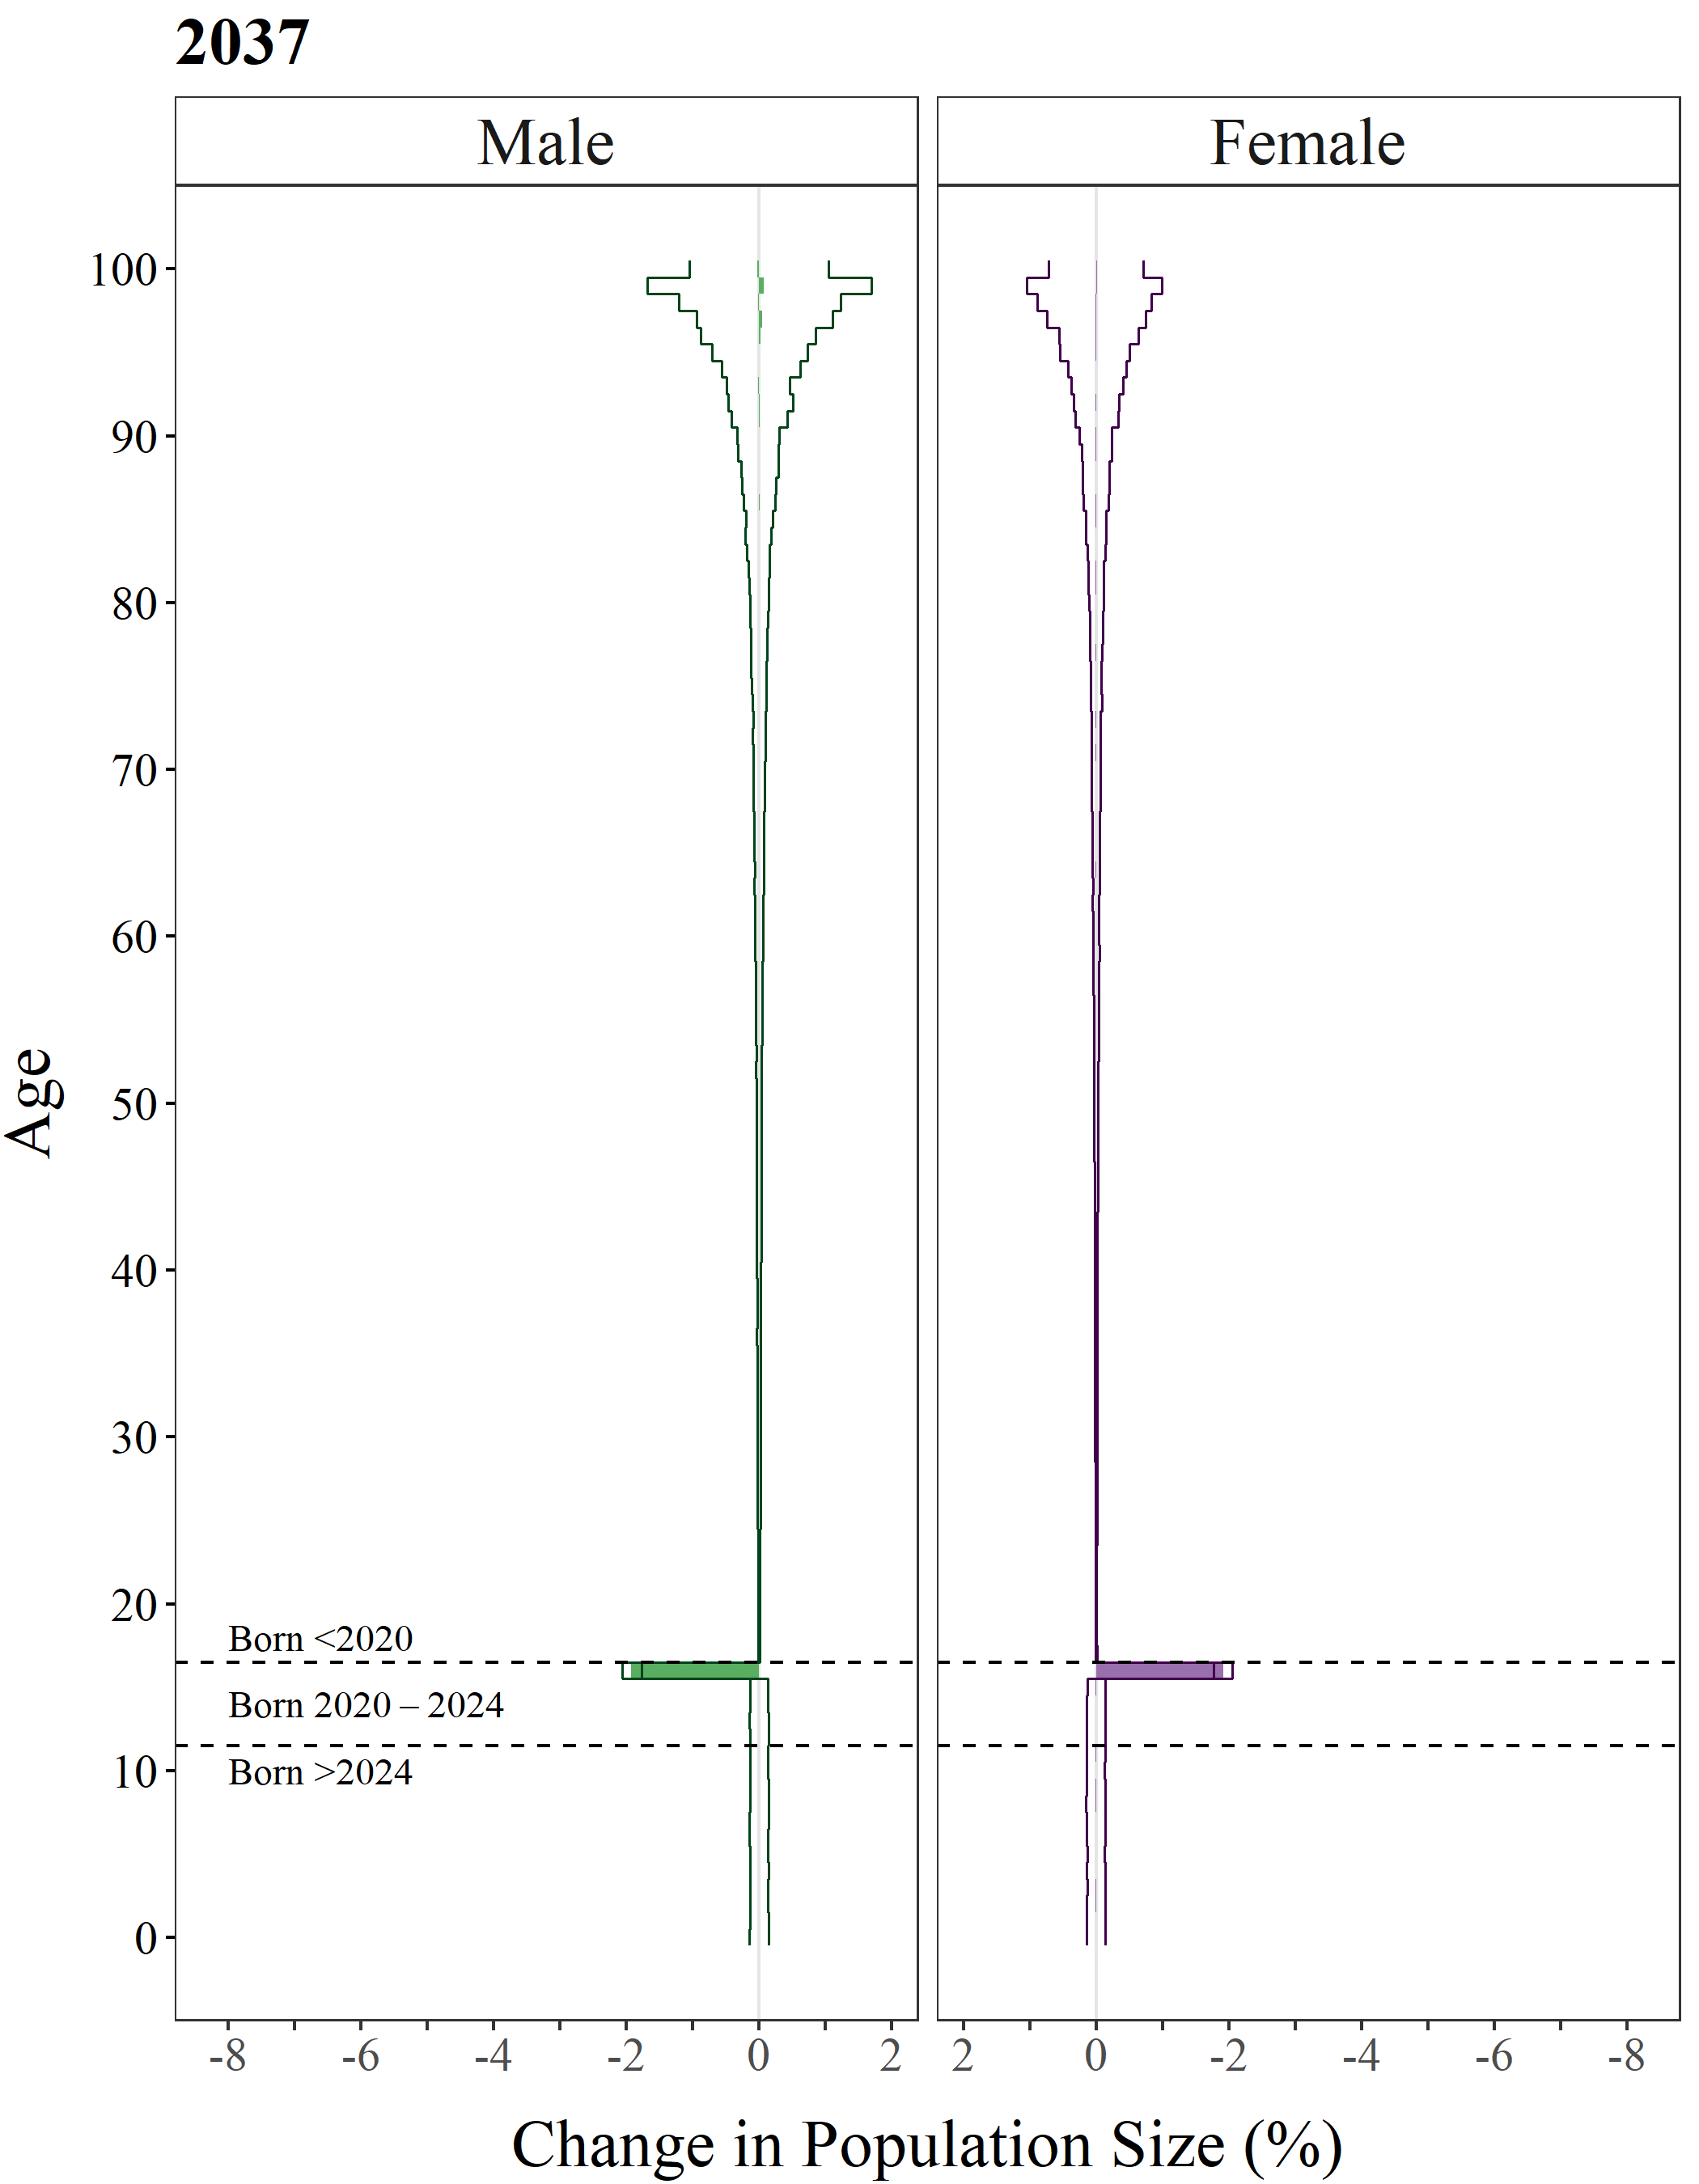 2037
Male
Female
100
90
80
70
60
50
40
30
20
10
0
Age
Born <2020
Born 2020 – 2024
Born >2024
-8 -6 -4 -2 0 2
2 0 -2 -4 -6 -8
Change in Population Size (%)